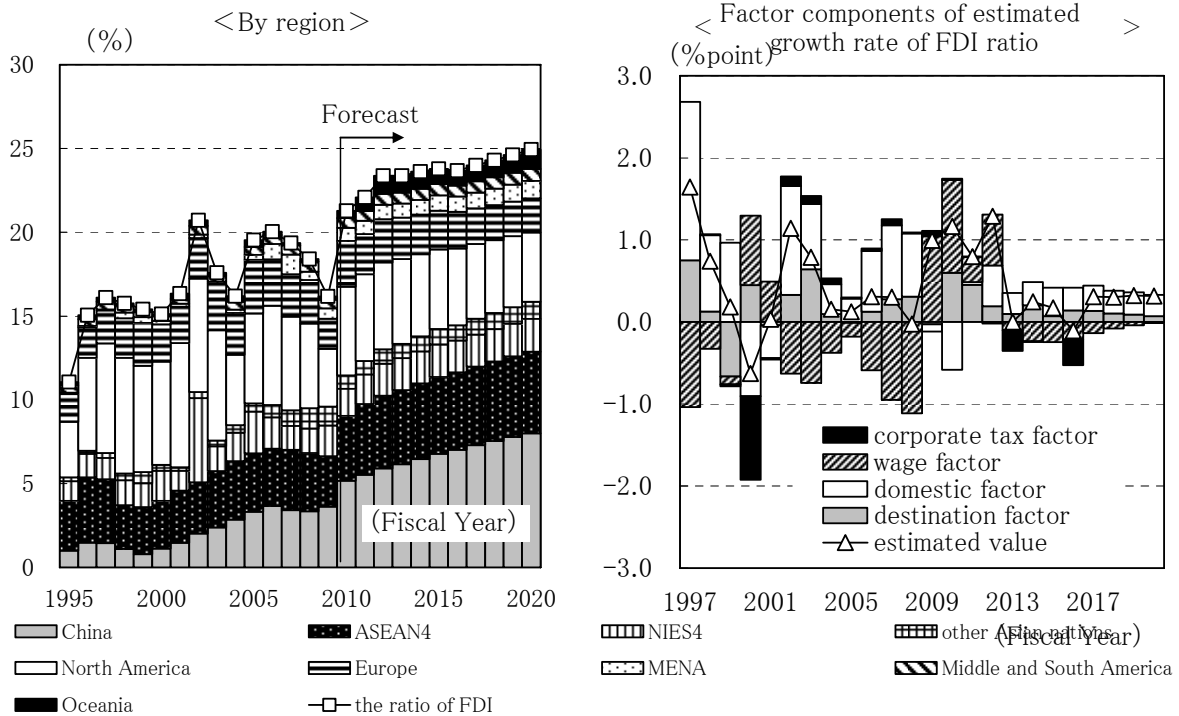 ＜By region＞
(%)
30
25
20
15
10
5
0
Forecast
(Fiscal Year)
1995 2000 2005 2010 2015 2020
＜ Factor components of estimated ＞
growth rate of FDI ratio
(%point)
3.0
2.0
1.0
0.0
-1.0
-2.0
-3.0
corporate tax factor
wage factor
domestic factor
destination factor
estimated value
1997 2001 2005 2009 2013 2017
(Fiscal Year)
China ASEAN4 NIES4 other Asian nations
North America Europe MENA Middle and South America
Oceania the ratio of FDI